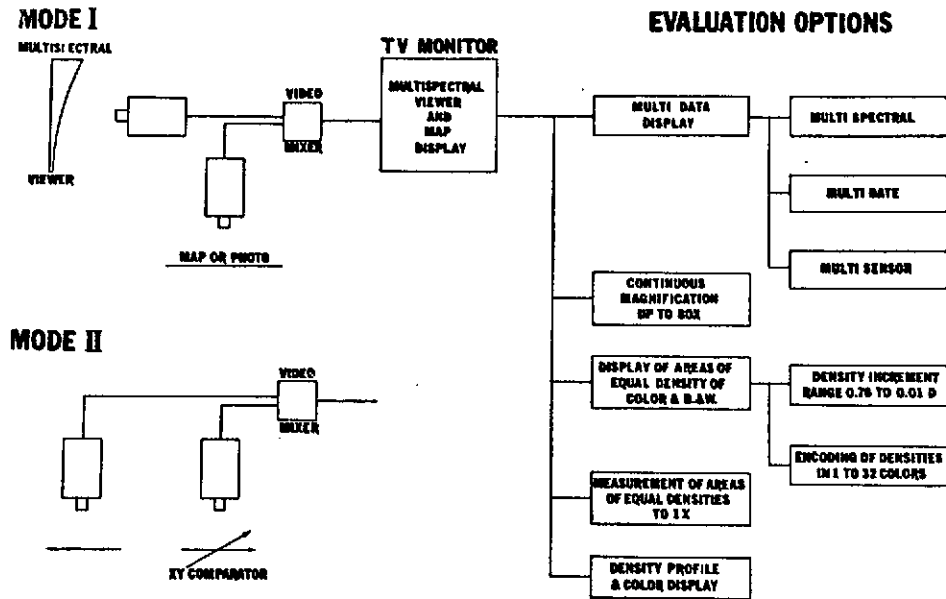 MODE I
MULTISPECTRAL
VIEWER
VIDEO
MIXER
MAP OR PHOTO
TV MONITOR
MULTISPECTRAL
VIEWER
AND
MAP
DISPLAY
EVALUATION OPTIONS
MULTI DATA
DISPLAY
MULTI SPECTRAL
MULTI DATE
MULTI SENSOR
CONTINUOUS
MAGNIFICATION
UP TO 80X
DISPLAY OF AREAS OF
EQUAL DENSITY OF
COLOR & B.&W.
DENSITY INCREMENT
RANGE 0.76 TO 0.01 D
ENCODING OF DENSITIES
IN 1 TO 32 COLORS
MEASUREMENT OF AREAS
OF EQUAL DENSITIES
TO
DENSITY PROFILE
& COLOR DISPLAY
MODE II
VIDEO
MIXER
XY COMPARATOR